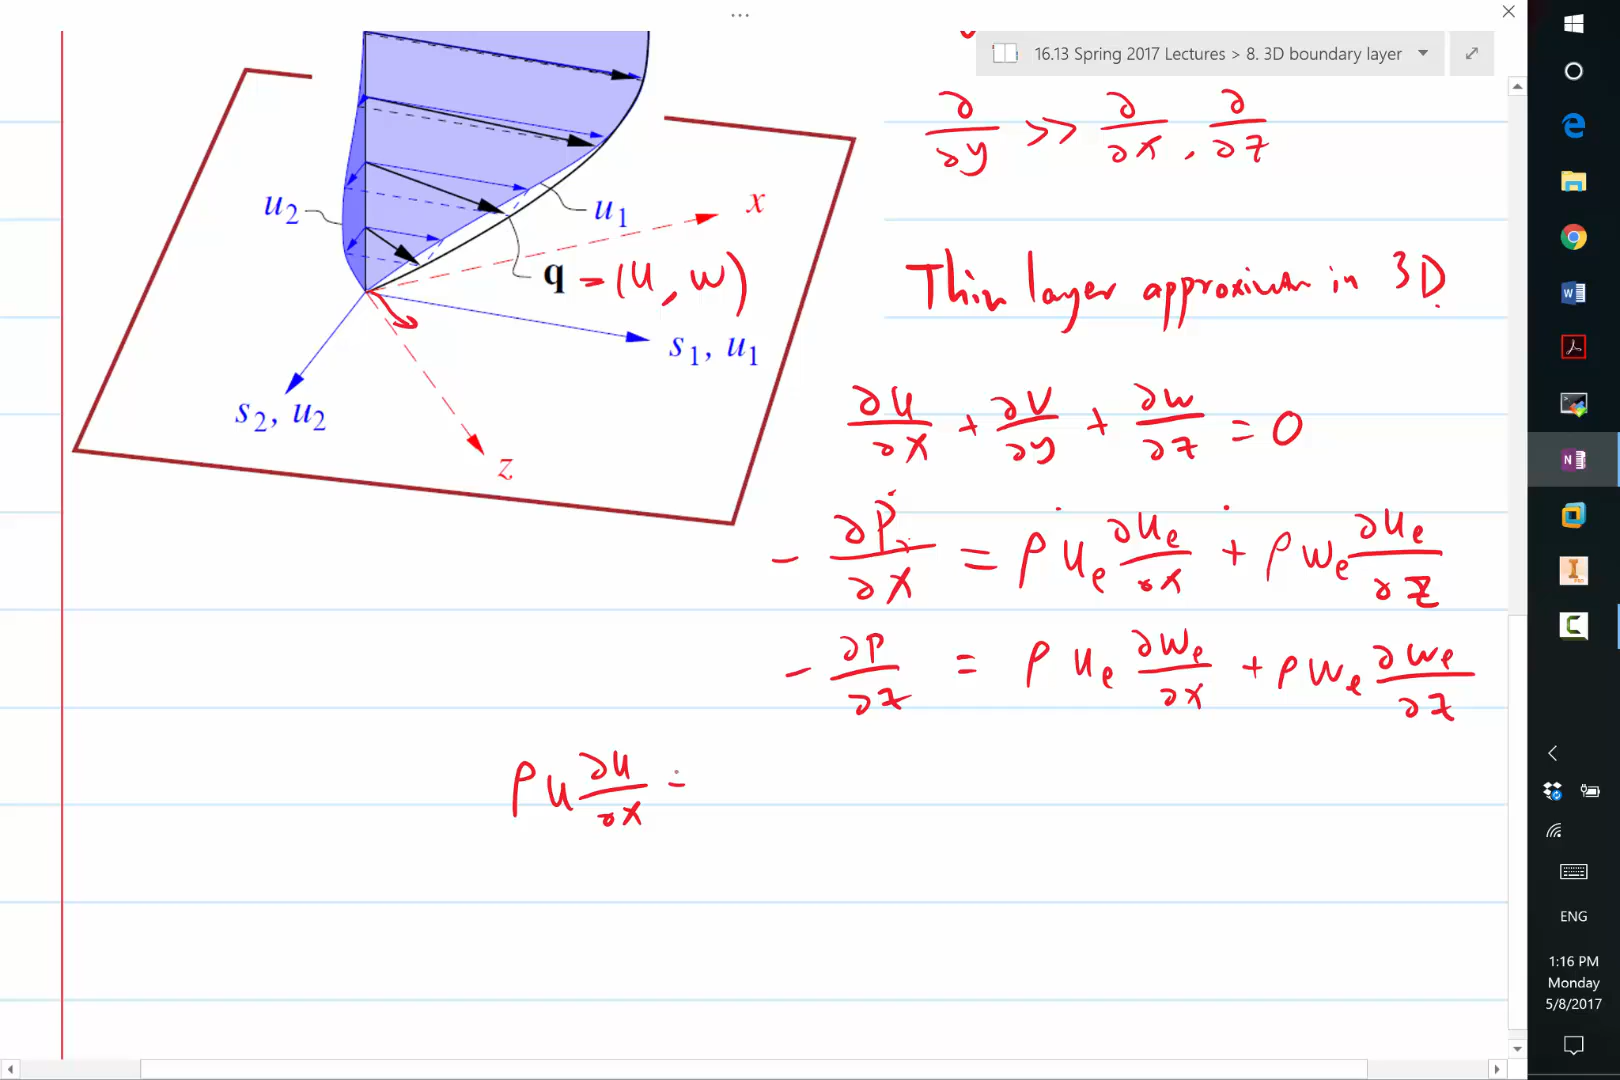 16.13 Spring 2017 Lectures > 8. 3D boundary layer
∂/∂y >> ∂/∂x , ∂/∂z
u₂
u₁
x
q = (u, w)
s₁, u₁
s₂, u₂
z
Thin layer approximation in 3D.
∂u/∂x + ∂v/∂y + ∂w/∂z = 0
- ∂P/∂x = ρ uₑ ∂uₑ/∂x + ρ wₑ ∂uₑ/∂z
- ∂P/∂z = ρ uₑ ∂wₑ/∂x + ρ wₑ ∂wₑ/∂z
ρ u ∂u/∂x =
ENG
1:16 PM
Monday
5/8/2017